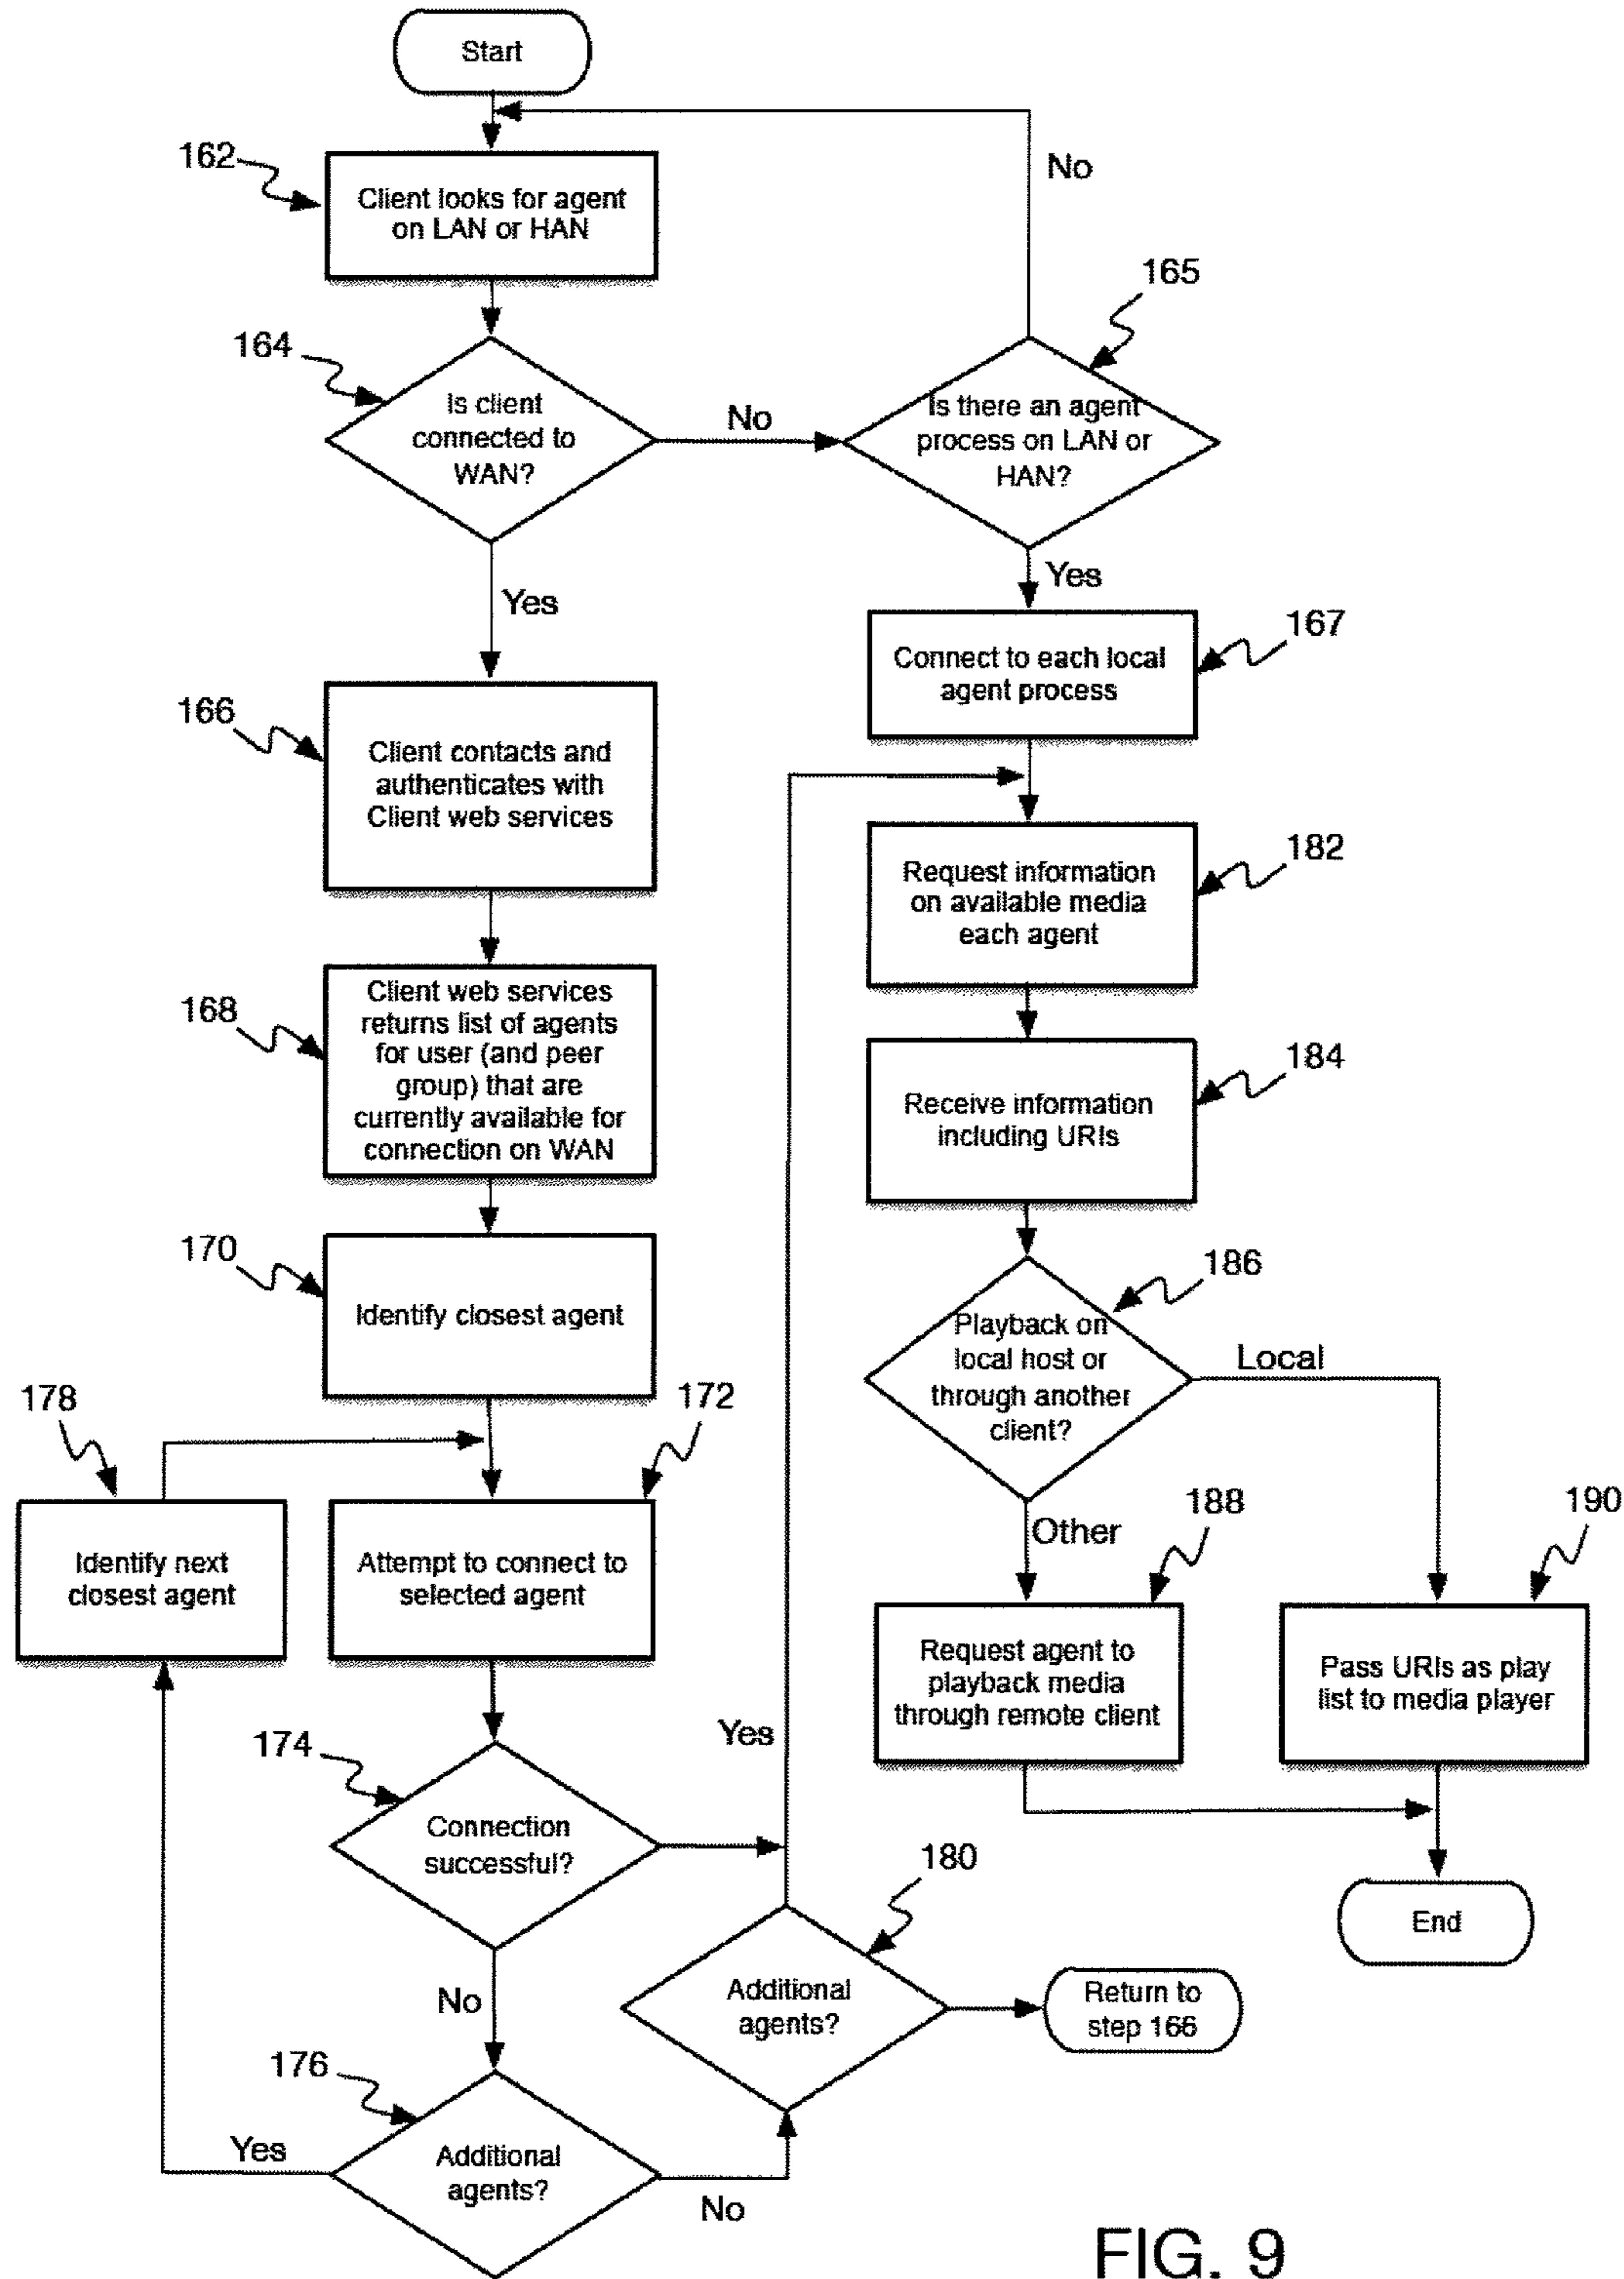 Start
No
162
Client looks for agent
on LAN or HAN
165
164
Is client
connected to
WAN?
No
Is there an agent
process on LAN or
HAN?
Yes
Yes
167
Connect to each local
agent process
166
Client contacts and
authenticates with
Client web services
182
Request information
on available media
each agent
168
Client web services
returns list of agents
for user (and peer
group) that are
currently available for
connection on WAN
184
Receive information
including URIs
170
Identify closest agent
186
Playback on
local host or
through another
client?
Local
178
172
Identify next
closest agent
Attempt to connect to
selected agent
Other
188
190
Request agent to
playback media
through remote client
Pass URIs as play
list to media player
174
Connection
successful?
Yes
180
End
No
Additional
agents?
Return to
step 166
176
Additional
agents?
Yes
No
FIG. 9